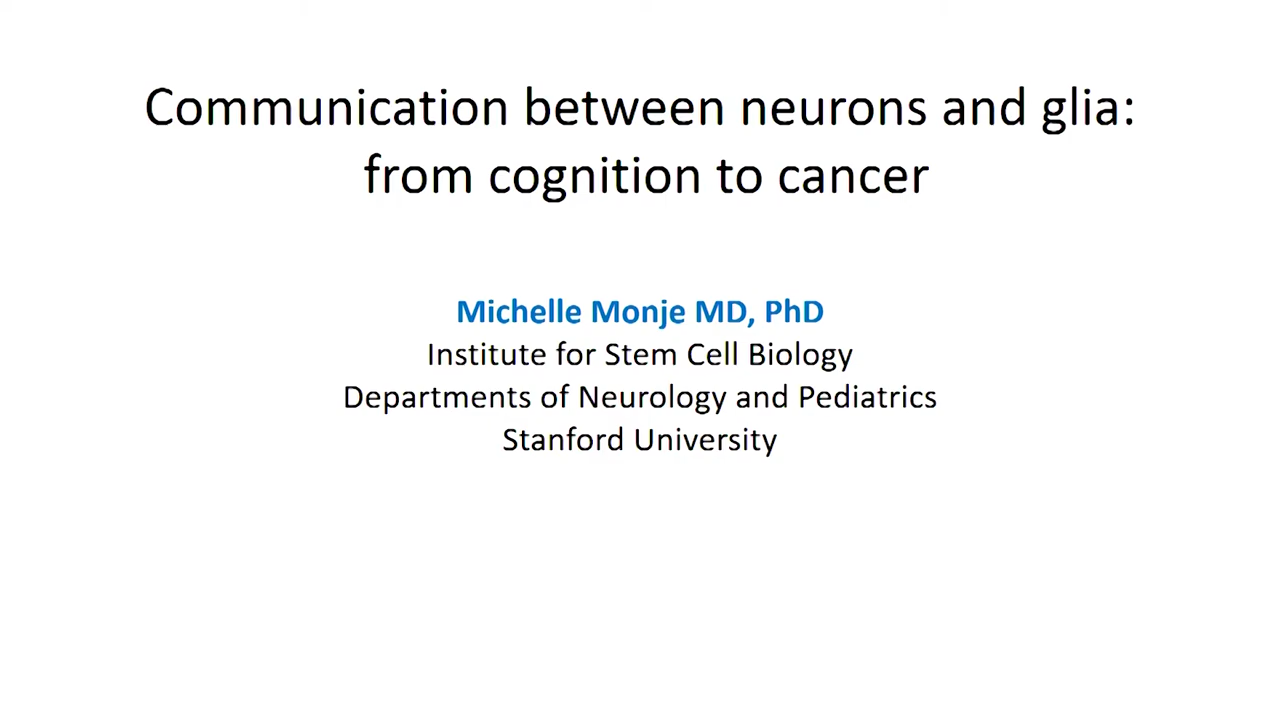 Communication between neurons and glia:
from cognition to cancer
Michelle Monje MD, PhD
Institute for Stem Cell Biology
Departments of Neurology and Pediatrics
Stanford University